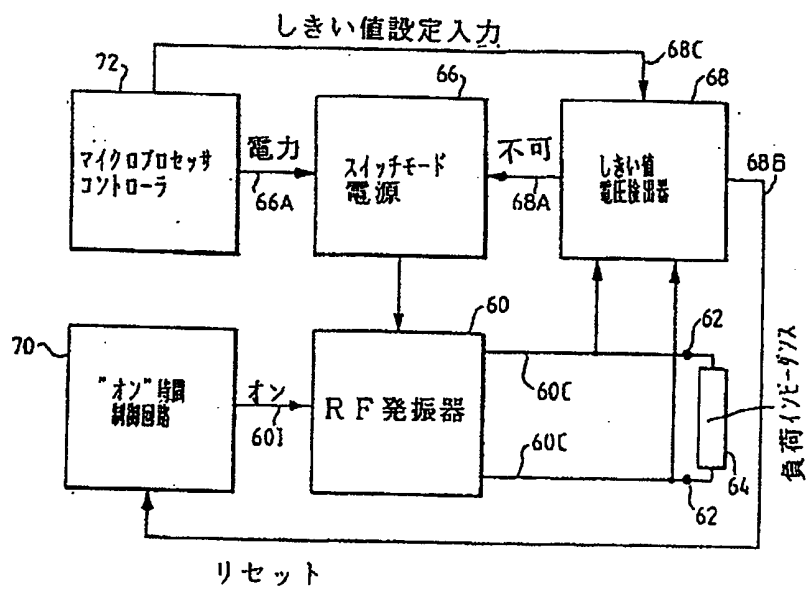 しきい値設定入力
68C
72
66
68
マイクロプロセッサ
コントローラ
電力
66A
スイッチモード
電源
不可
68A
しきい値
電圧検出器
68B
70
"オン"時間
制御回路
オン
60I
60
RF発振器
60C
60C
62
62
64
負荷インピーダンス
リセット